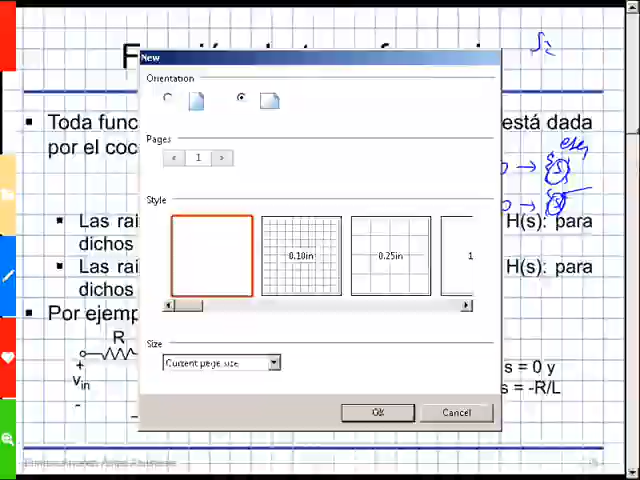 New
Orientation
Toda func
está dada
Pages
por el coc
< 1 >
Style
Las raí
H(s): para
dichos
0.10in
0.25in
1
Las raí
H(s): para
dichos
Por ejemp
R
Size
Current page size
s = 0 y
+
vin
s = -R/L
-
OK
Cancel